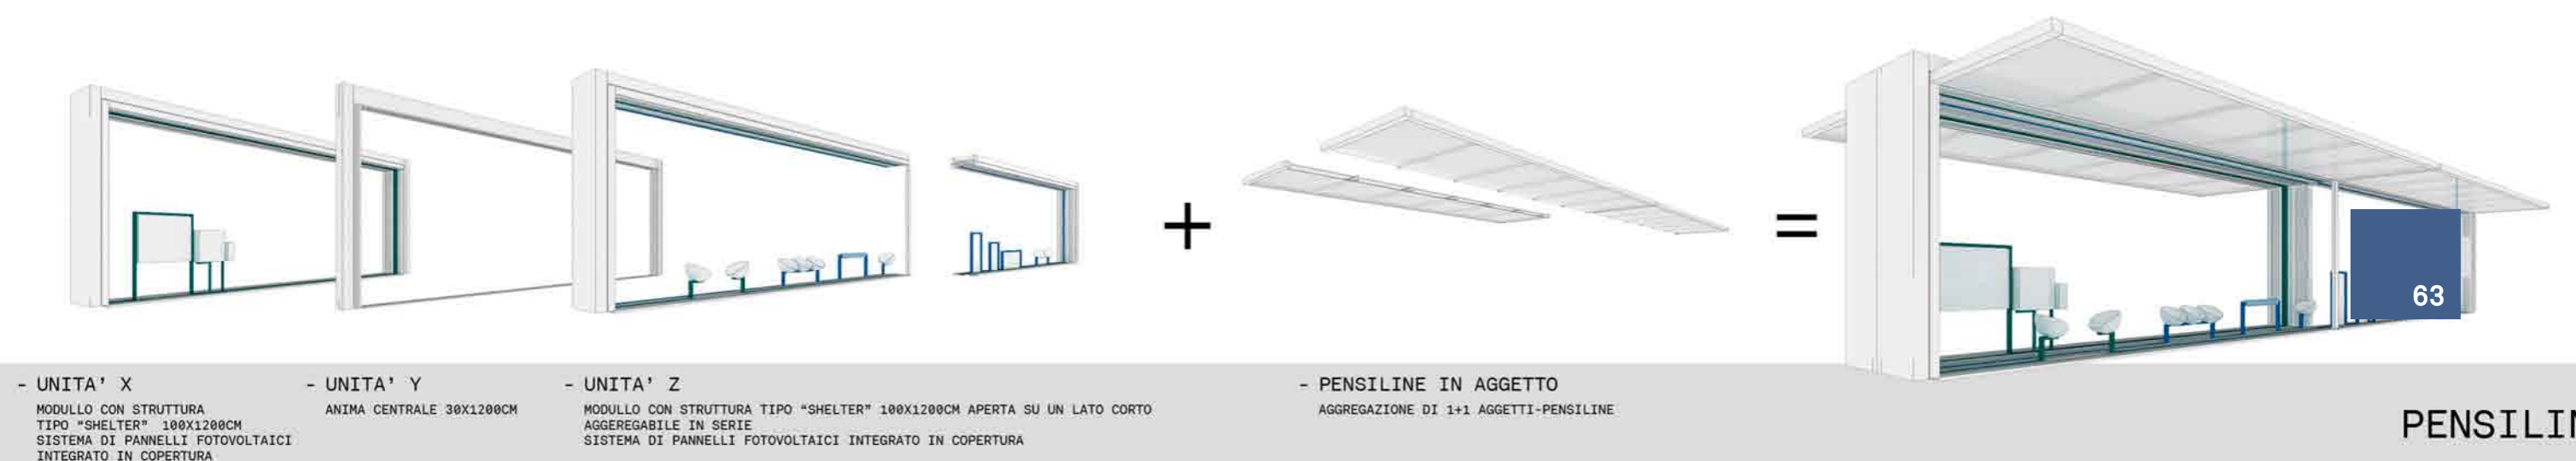 +
=
63
- UNITA' X
MODULLO CON STRUTTURA
TIPO “SHELTER” 100X1200CM
SISTEMA DI PANNELLI FOTOVOLTAICI
INTEGRATO IN COPERTURA
- UNITA' Y
ANIMA CENTRALE 30X1200CM
- UNITA' Z
MODULLO CON STRUTTURA TIPO “SHELTER” 100X1200CM APERTA SU UN LATO CORTO
AGGEREGABILE IN SERIE
SISTEMA DI PANNELLI FOTOVOLTAICI INTEGRATO IN COPERTURA
- PENSILINE IN AGGETTO
AGGREGAZIONE DI 1+1 AGGETTI-PENSILINE